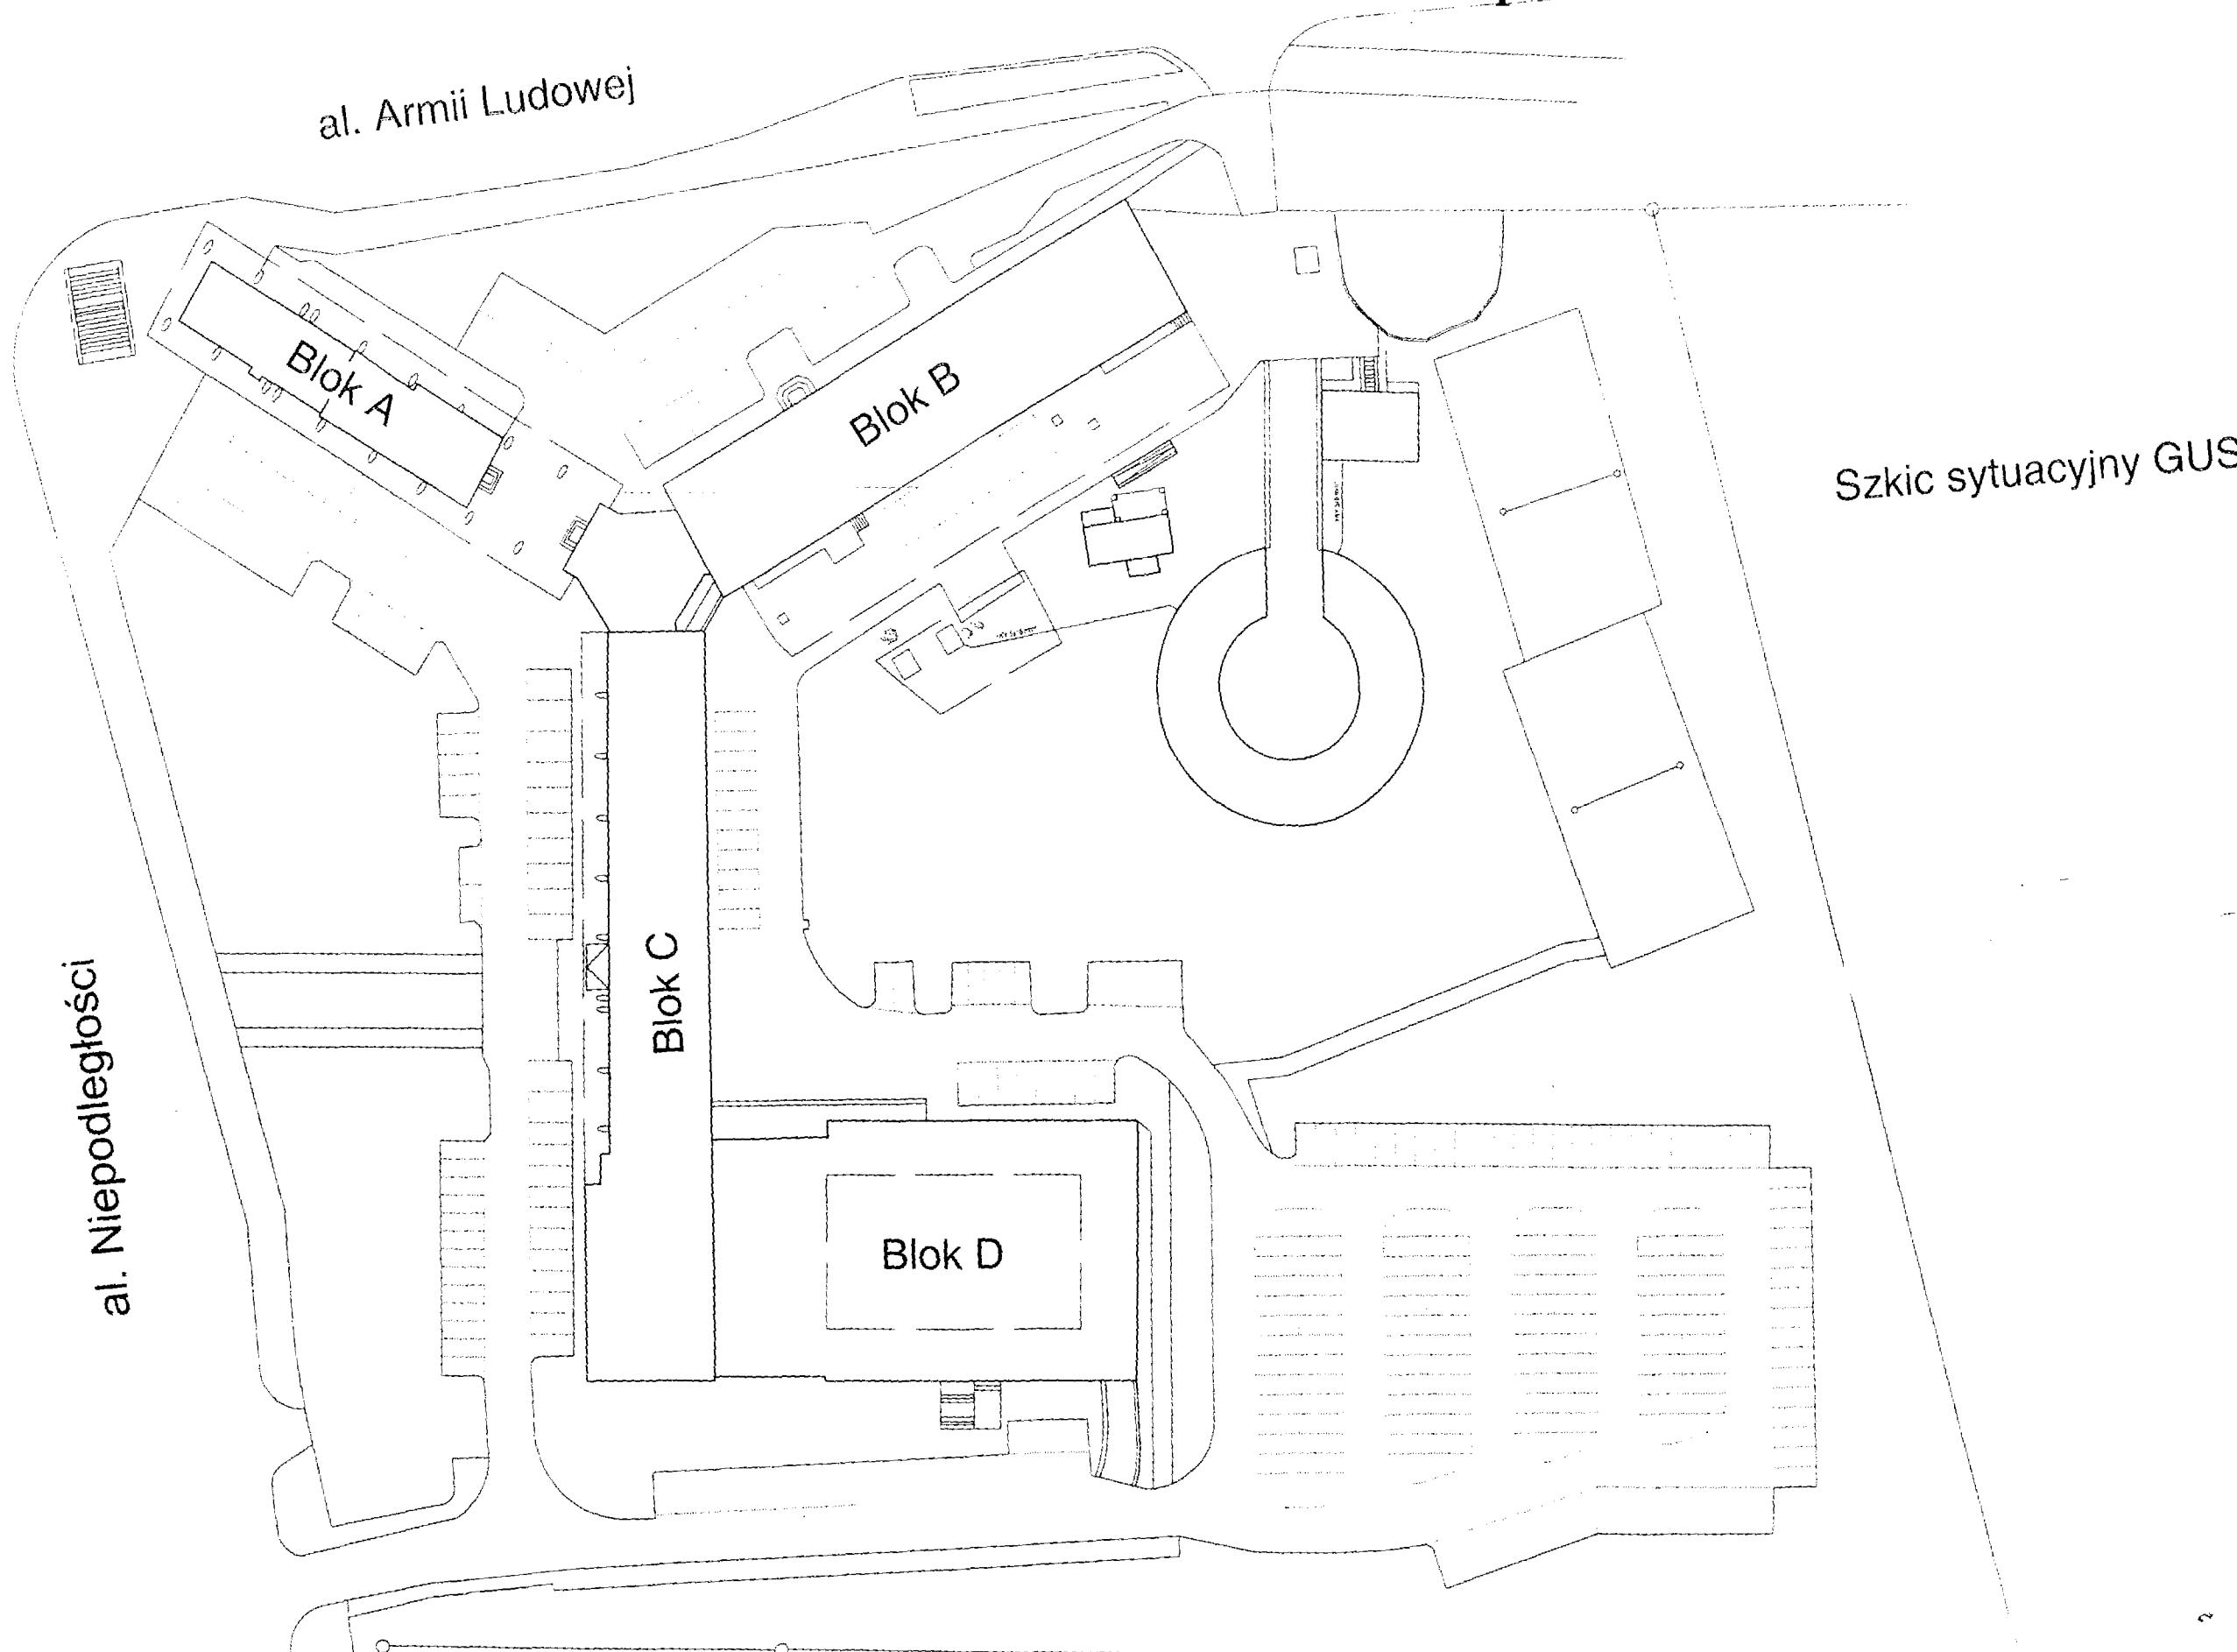 al. Armii Ludowej
Blok A
Blok B
Szkic sytuacyjny GUS
Blok C
al. Niepodległości
Blok D